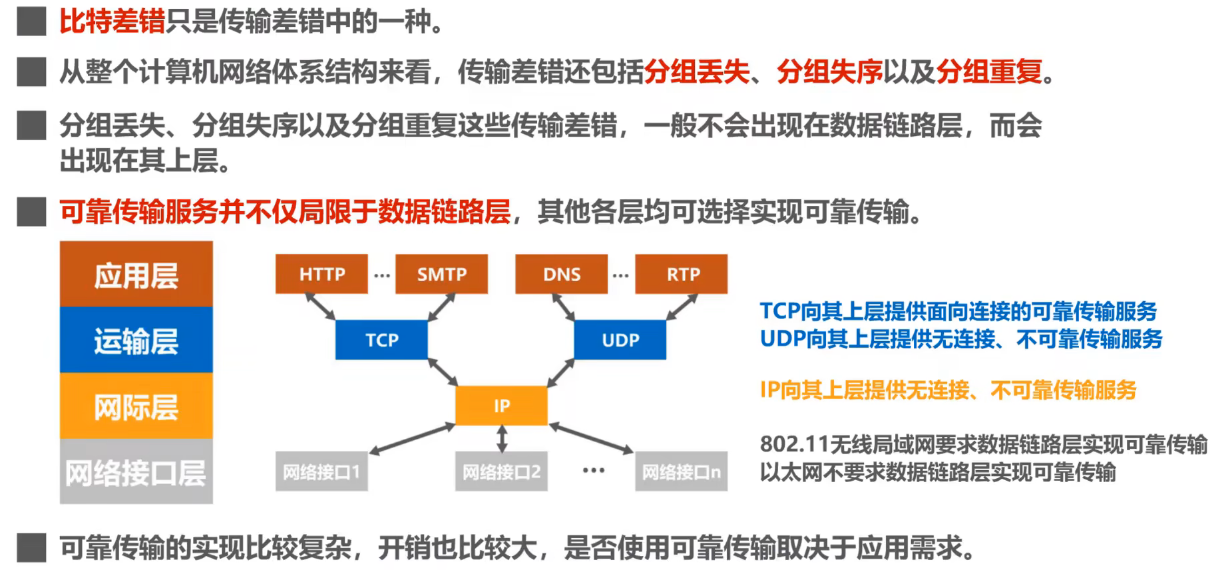 比特差错只是传输差错中的一种。
从整个计算机网络体系结构来看，传输差错还包括分组丢失、分组失序以及分组重复。
分组丢失、分组失序以及分组重复这些传输差错，一般不会出现在数据链路层，而会
出现在其上层。
可靠传输服务并不仅局限于数据链路层，其他各层均可选择实现可靠传输。
应用层
HTTP ··· SMTP DNS ··· RTP
运输层
TCP UDP
TCP向其上层提供面向连接的可靠传输服务
UDP向其上层提供无连接、不可靠传输服务
网际层
IP
IP向其上层提供无连接、不可靠传输服务
网络接口层
网络接口1 网络接口2 ··· 网络接口n
802.11无线局域网要求数据链路层实现可靠传输
以太网不要求数据链路层实现可靠传输
可靠传输的实现比较复杂，开销也比较大，是否使用可靠传输取决于应用需求。